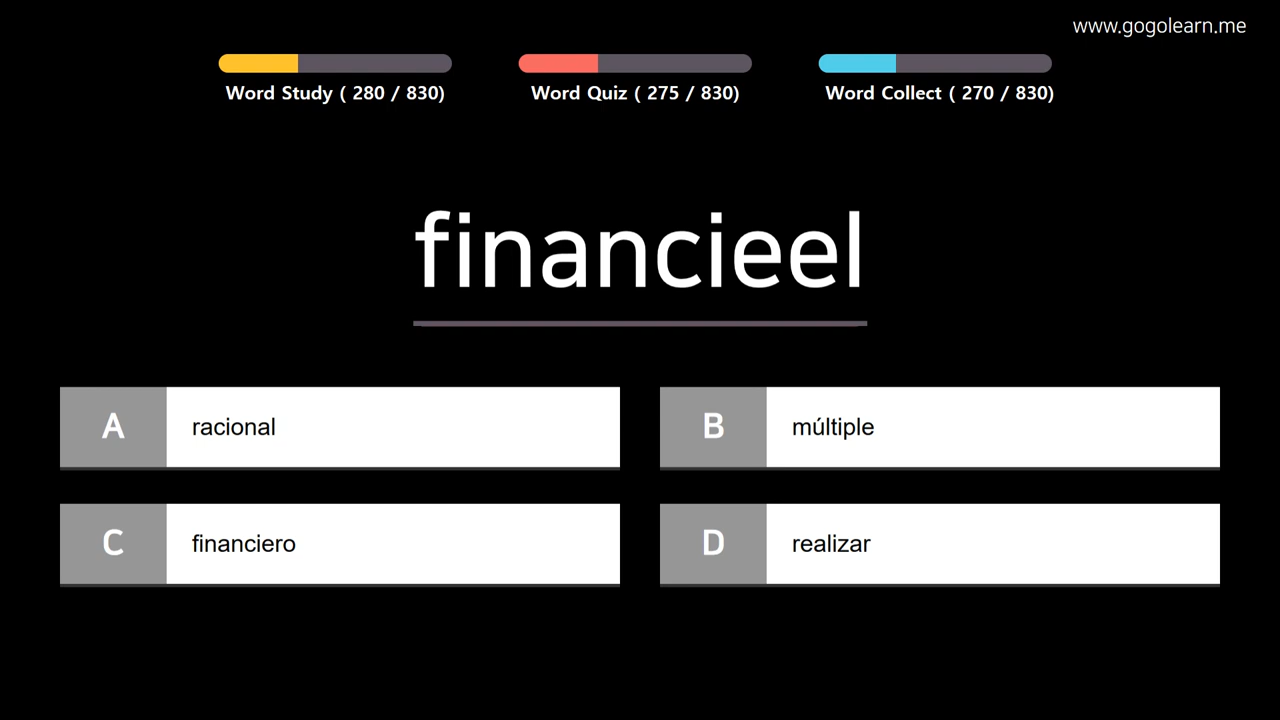 www.gogolearn.me
Word Study ( 280 / 830)
Word Quiz ( 275 / 830)
Word Collect ( 270 / 830)
financieel
A racional
B múltiple
C financiero
D realizar